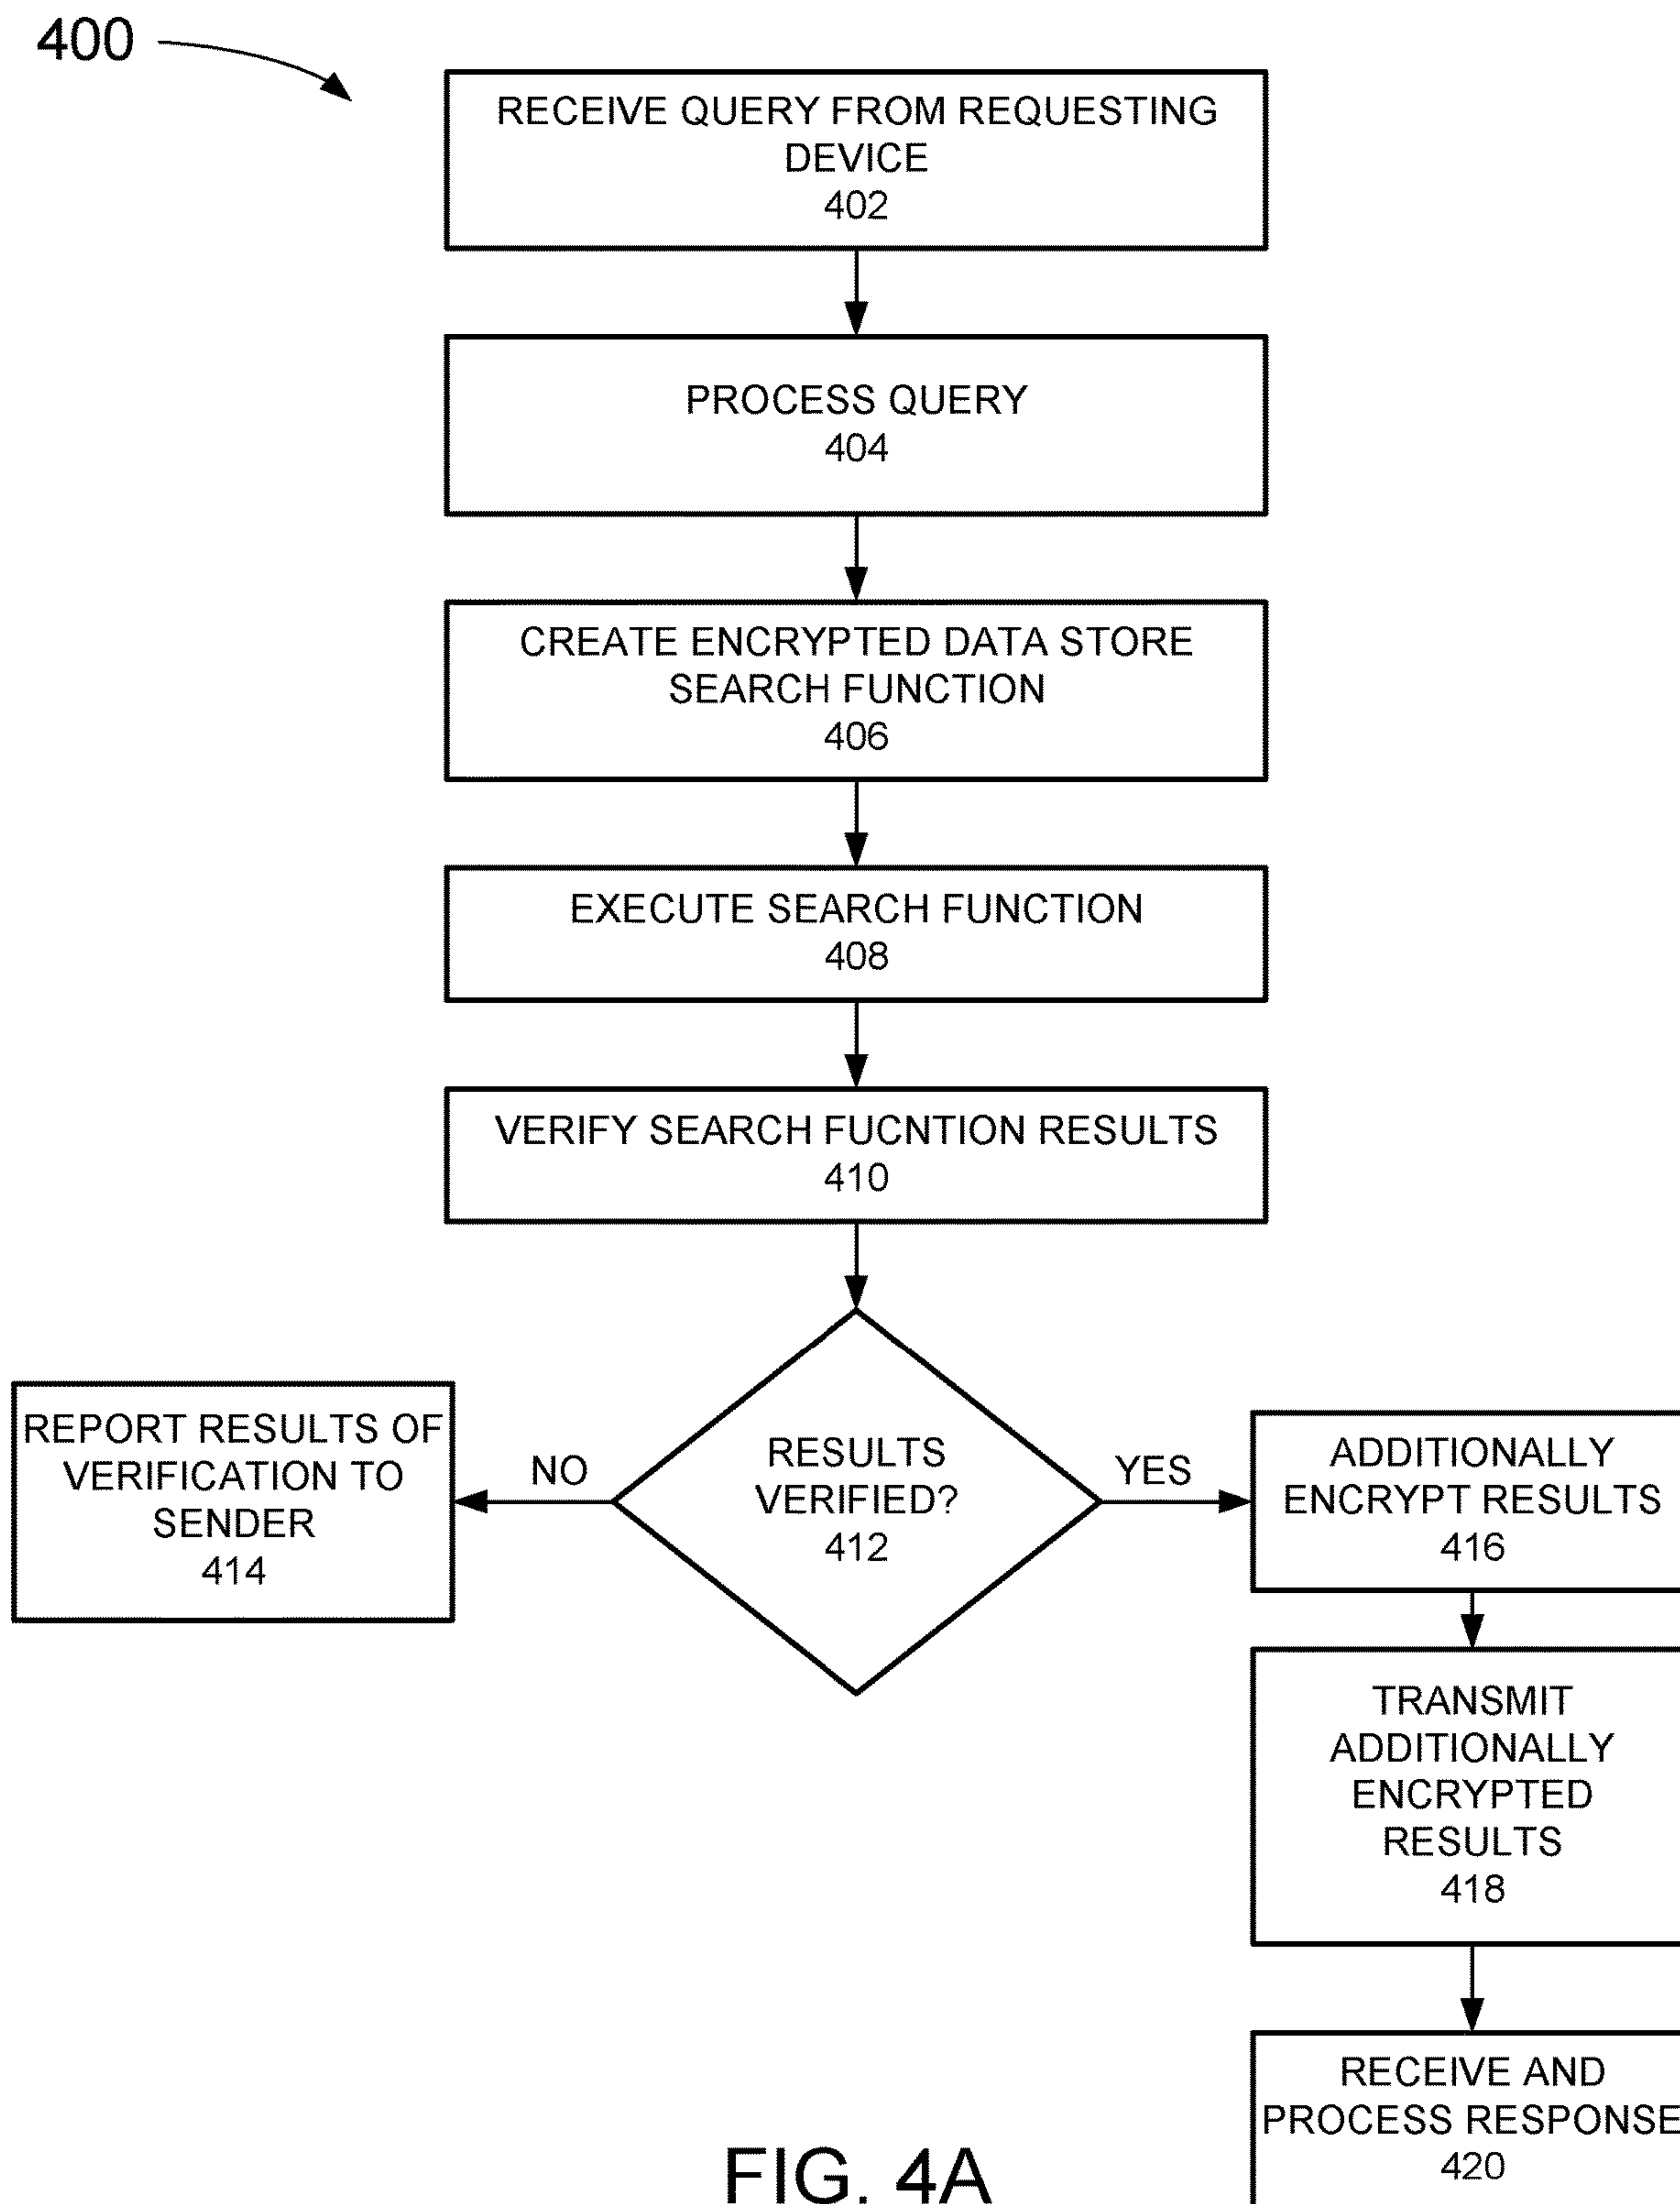 400
RECEIVE QUERY FROM REQUESTING
DEVICE
402
PROCESS QUERY
404
CREATE ENCRYPTED DATA STORE
SEARCH FUNCTION
406
EXECUTE SEARCH FUNCTION
408
VERIFY SEARCH FUCNTION RESULTS
410
RESULTS
VERIFIED?
412
NO
REPORT RESULTS OF
VERIFICATION TO
SENDER
414
YES
ADDITIONALLY
ENCRYPT RESULTS
416
TRANSMIT
ADDITIONALLY
ENCRYPTED
RESULTS
418
RECEIVE AND
PROCESS RESPONSE
420
FIG. 4A